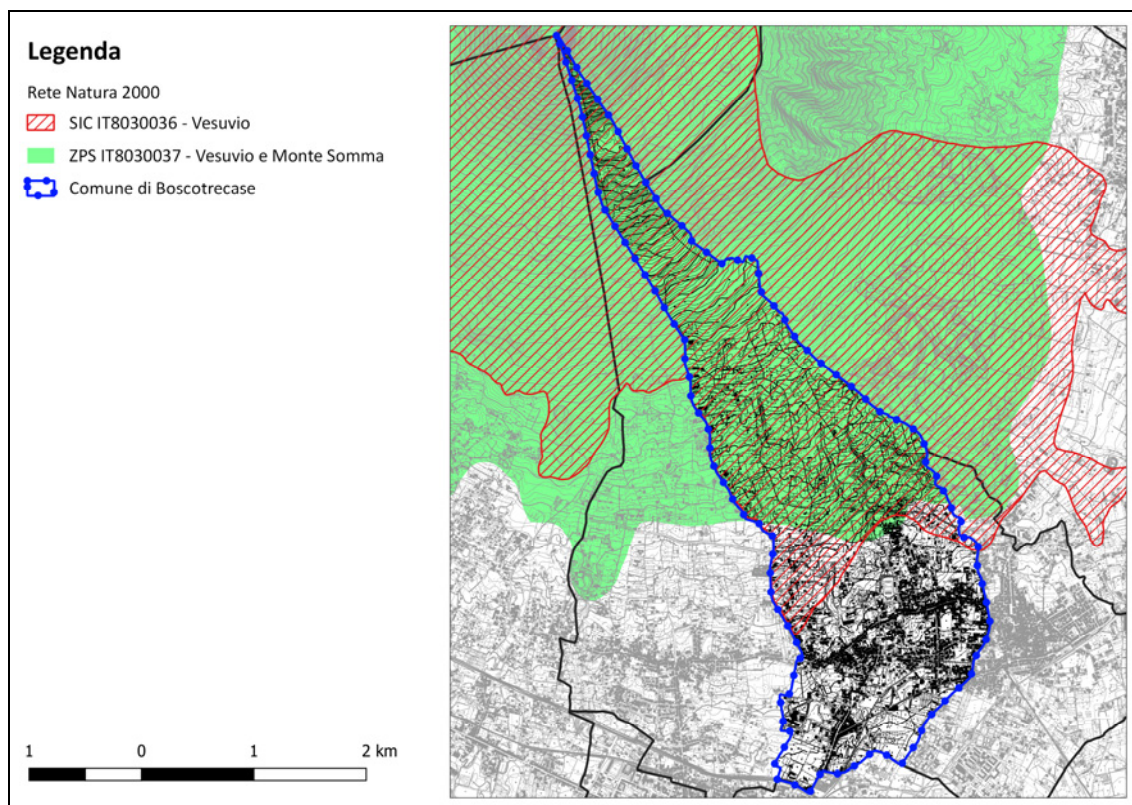 Legenda
Rete Natura 2000
SIC IT8030036 - Vesuvio
ZPS IT8030037 - Vesuvio e Monte Somma
Comune di Boscotrecase
1 0 1 2 km